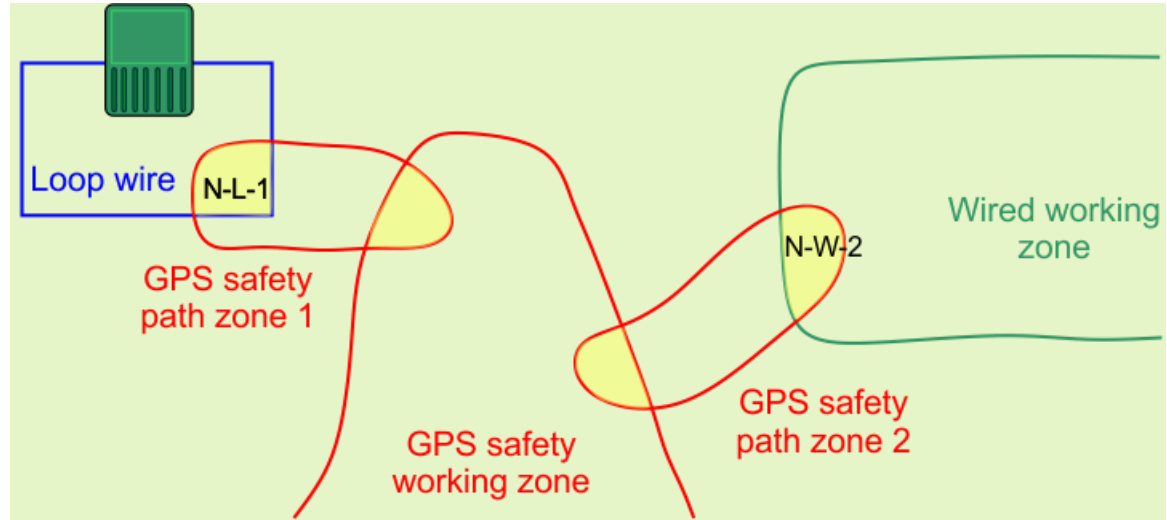 Loop wire
N-L-1
GPS safety
path zone 1
GPS safety
working zone
N-W-2
GPS safety
path zone 2
Wired working
zone